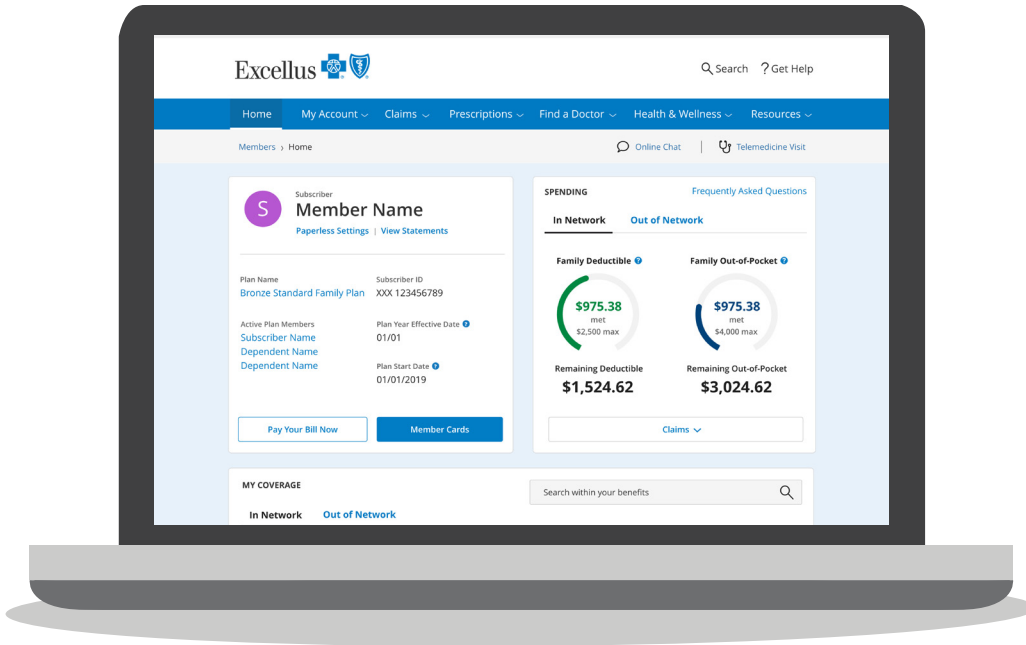 Excellus
Search ? Get Help
Home My Account Claims Prescriptions Find a Doctor Health & Wellness Resources
Members › Home
Online Chat | Telemedicine Visit
S
Subscriber
Member Name
Paperless Settings | View Statements
Plan Name
Bronze Standard Family Plan
Subscriber ID
XXX 123456789
Active Plan Members
Subscriber Name
Dependent Name
Dependent Name
Plan Year Effective Date ?
01/01
Plan Start Date ?
01/01/2019
Pay Your Bill Now
Member Cards
SPENDING
Frequently Asked Questions
In Network Out of Network
Family Deductible ?
$975.38
met
$2,500 max
Remaining Deductible
$1,524.62
Family Out-of-Pocket ?
$975.38
met
$4,000 max
Remaining Out-of-Pocket
$3,024.62
Claims
MY COVERAGE
Search within your benefits
In Network Out of Network